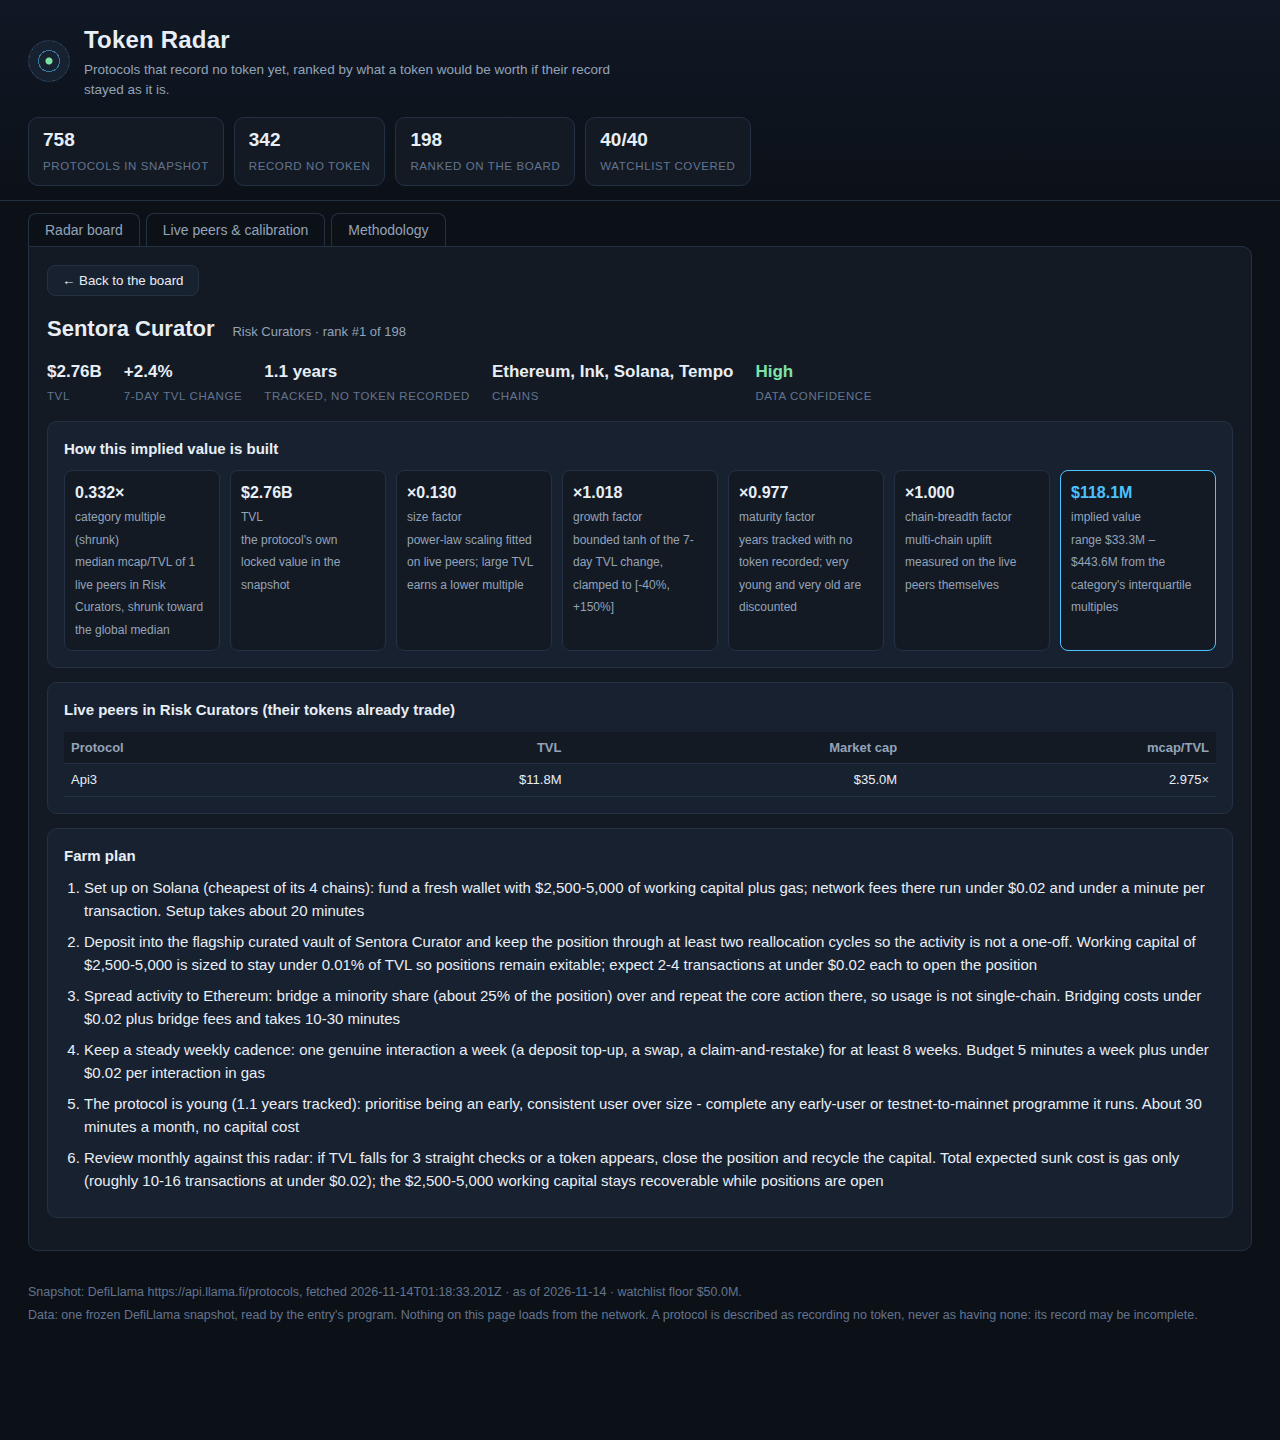 Token Radar
Protocols that record no token yet, ranked by what a token would be worth if their record
stayed as it is.
758
PROTOCOLS IN SNAPSHOT
342
RECORD NO TOKEN
198
RANKED ON THE BOARD
40/40
WATCHLIST COVERED
Radar board
Live peers & calibration
Methodology
← Back to the board
Sentora Curator Risk Curators · rank #1 of 198
$2.76B
TVL
+2.4%
7-DAY TVL CHANGE
1.1 years
TRACKED, NO TOKEN RECORDED
Ethereum, Ink, Solana, Tempo
CHAINS
High
DATA CONFIDENCE
How this implied value is built
0.332×
category multiple
(shrunk)
median mcap/TVL of 1
live peers in Risk
Curators, shrunk toward
the global median
$2.76B
TVL
the protocol's own
locked value in the
snapshot
×0.130
size factor
power-law scaling fitted
on live peers; large TVL
earns a lower multiple
×1.018
growth factor
bounded tanh of the 7-
day TVL change,
clamped to [-40%,
+150%]
×0.977
maturity factor
years tracked with no
token recorded; very
young and very old are
discounted
×1.000
chain-breadth factor
multi-chain uplift
measured on the live
peers themselves
$118.1M
implied value
range $33.3M –
$443.6M from the
category's interquartile
multiples
Live peers in Risk Curators (their tokens already trade)
Protocol TVL Market cap mcap/TVL
Api3 $11.8M $35.0M 2.975×
Farm plan
1. Set up on Solana (cheapest of its 4 chains): fund a fresh wallet with $2,500-5,000 of working capital plus gas; network fees there run under $0.02 and under a minute per
transaction. Setup takes about 20 minutes
2. Deposit into the flagship curated vault of Sentora Curator and keep the position through at least two reallocation cycles so the activity is not a one-off. Working capital of
$2,500-5,000 is sized to stay under 0.01% of TVL so positions remain exitable; expect 2-4 transactions at under $0.02 each to open the position
3. Spread activity to Ethereum: bridge a minority share (about 25% of the position) over and repeat the core action there, so usage is not single-chain. Bridging costs under
$0.02 plus bridge fees and takes 10-30 minutes
4. Keep a steady weekly cadence: one genuine interaction a week (a deposit top-up, a swap, a claim-and-restake) for at least 8 weeks. Budget 5 minutes a week plus under
$0.02 per interaction in gas
5. The protocol is young (1.1 years tracked): prioritise being an early, consistent user over size - complete any early-user or testnet-to-mainnet programme it runs. About 30
minutes a month, no capital cost
6. Review monthly against this radar: if TVL falls for 3 straight checks or a token appears, close the position and recycle the capital. Total expected sunk cost is gas only
(roughly 10-16 transactions at under $0.02); the $2,500-5,000 working capital stays recoverable while positions are open
Snapshot: DefiLlama https://api.llama.fi/protocols, fetched 2026-11-14T01:18:33.201Z · as of 2026-11-14 · watchlist floor $50.0M.
Data: one frozen DefiLlama snapshot, read by the entry's program. Nothing on this page loads from the network. A protocol is described as recording no token, never as having none: its record may be incomplete.